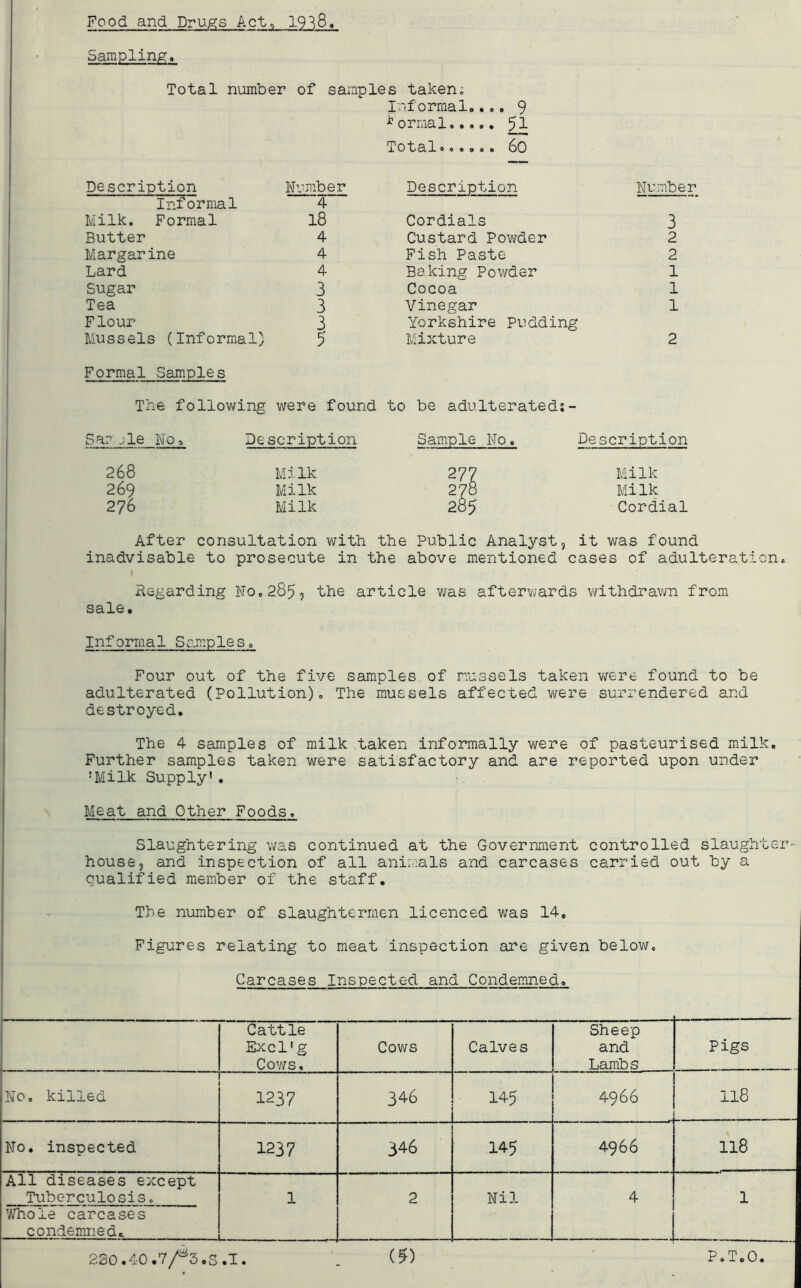 Food and Drugs Act, 1938.
Sampling.
Total number of samples taken:
Informal.... 9
Formal..... 51
Total...... 60
Description Number Description Number
Informal 4
Milk. Formal 18 Cordials 3
Butter 4 Custard Powder 2
Margarine 4 Fish Paste 2
Lard 4 Baking Powder 1
Sugar 3 Cocoa 1
Tea 3 Vinegar 1
Flour 3 Yorkshire Pudding
Mussels (Informal) 5 Mixture 2
Formal Samples
The following were found to be adulterated:-
Sample No. Description Sample No. Description
268 Milk 277 Milk
269 Milk 278 Milk
276 Milk 285 Cordial
After consultation with the Public Analyst, it was found
inadvisable to prosecute in the above mentioned cases of adulteration.
Regarding No.285, the article was afterwards withdrawn from
sale.
Informal Samples.
Four out of the five samples of mussels taken were found to be
adulterated (Pollution). The mussels affected were surrendered and
destroyed.
The 4 samples of milk taken informally were of pasteurised milk.
Further samples taken were satisfactory and are reported upon under
'Milk Supply'.
Meat and Other Foods.
Slaughtering was continued at the Government controlled slaughter-
house, and inspection of all animals and carcases carried out by a
qualified member of the staff.
The number of slaughtermen licenced was 14.
Figures relating to meat inspection are given below.
Carcases Inspected and Condemned.
Cattle Excl'g Cows. Cows Calves Sheep and Lambs Pigs
No. killed 1237 346 145 4966 118
No. inspected 1237 346 145 4966 118
All diseases except
Tuberculosis. 1 2 Nil 4 1
Whole carcases
condemned.
220.40.7/ 3.S.I. (5) P.T.O.